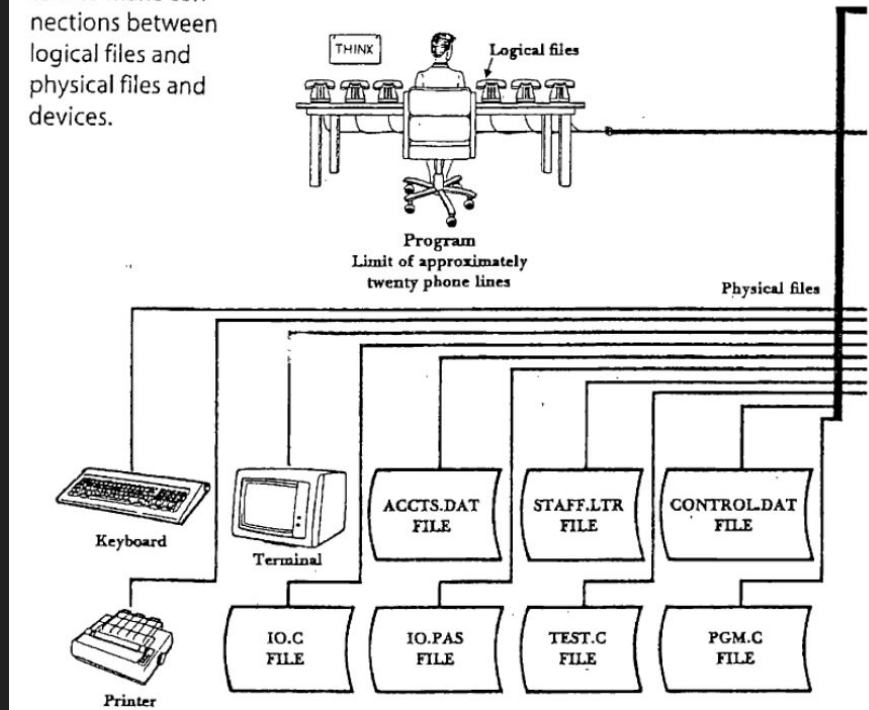 nections between
logical files and
physical files and
devices.
THINX
Logical files
Program
Limit of approximately
twenty phone lines
Physical files
Keyboard
Terminal
ACCTS.DAT
FILE
STAFF.LTR
FILE
CONTROL.DAT
FILE
Printer
IO.C
FILE
IO.PAS
FILE
TEST.C
FILE
PGM.C
FILE